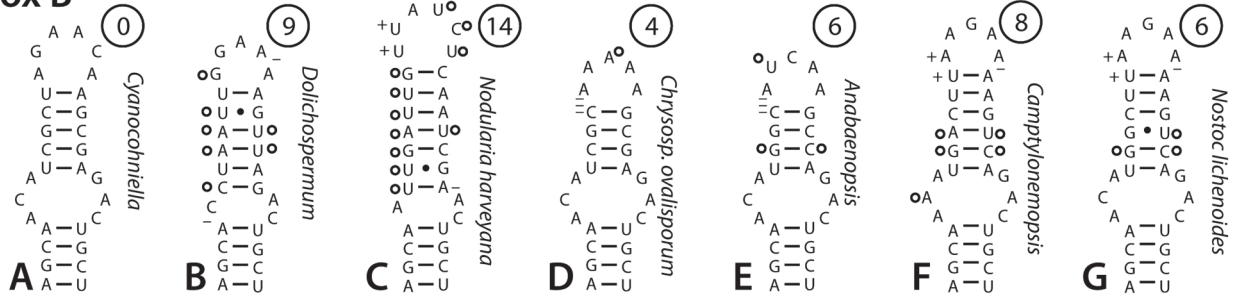 ox B
0
A A
G C
A A
U – A
C – G
G – C
C – G
U – A
A G
C A
A C
A – U
C – G
G – C
A – U
Cyanocohniella
A
9
G A A –
G A
U – A
U • G
A – U
A – U
U – A
C – G
C A
– C
A – U
C – G
G – C
A – U
Dolichospermum
B
14
A U
+ U C
+ U U
G – C
U – A
U – A
A – U
G – C
U • G
U – A –
A A
C
A – U
C – G
G – C
A – U
Nodularia harveyana
C
4
A A
A A
A A
C – G
G – C
C – G
U – A
A G
C A
A C
A – U
C – G
G – C
A – U
Chrysosp. ovalisporum
D
6
U C A
A A
C – G
G – C
G – C
U – A
A G
C A
A C
A – U
C – G
G – C
A – U
Anabaenopsis
E
8
G
A A
+ A A –
+ U – A
U – A
C – G
A – U
G – C
U – A
A G
A A
A C
A – U
C – G
G – C
A – U
Camptylonemopsis
F
6
G
A A
+ A A –
+ U – A
U – A
C – G
G • U
G – C
U – A
A G
C A
A C
A – U
C – G
G – C
A – U
Nostoc lichenoides
G